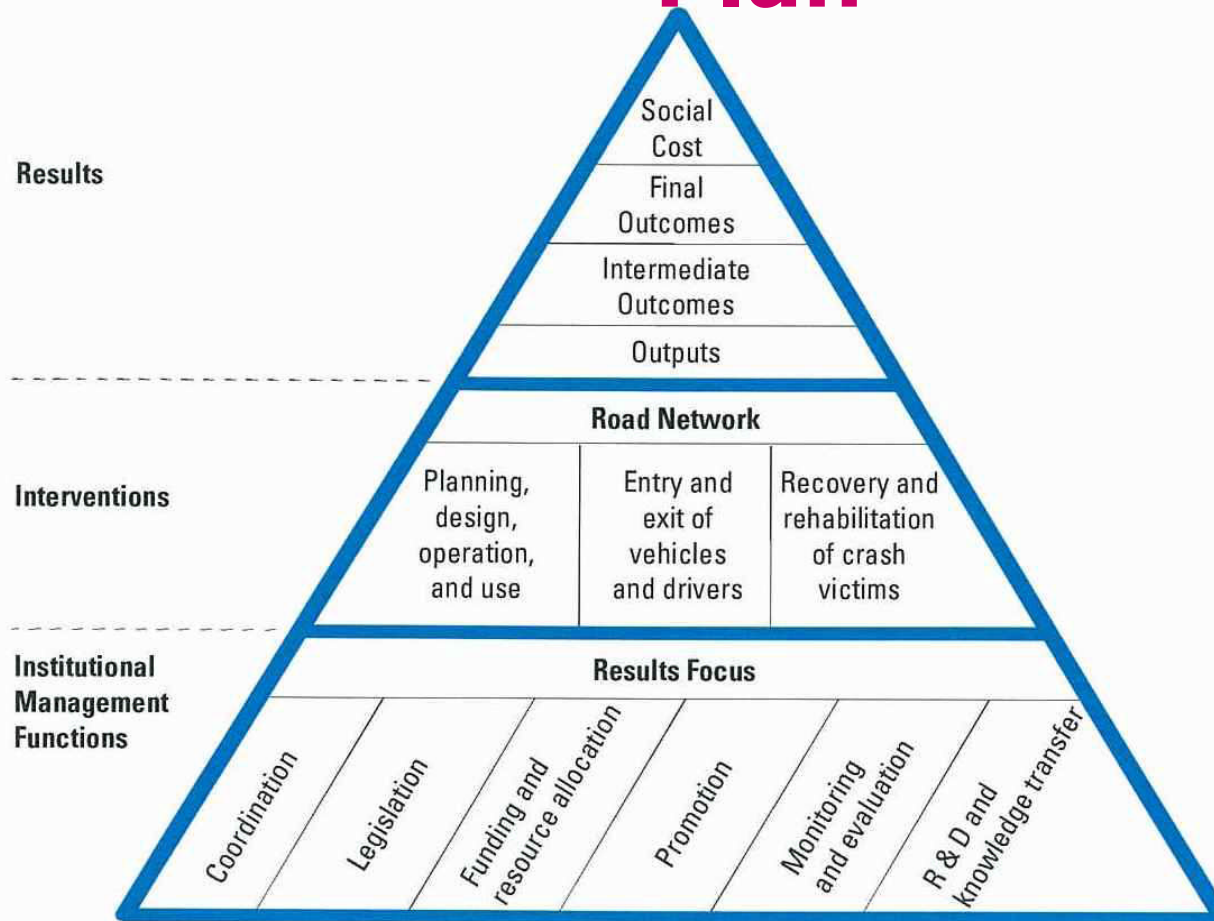 Plan
Social
Cost
Results
Final
Outcomes
Intermediate
Outcomes
Outputs
Road Network
Interventions
Planning,
design,
operation,
and use
Entry and
exit of
vehicles
and drivers
Recovery and
rehabilitation
of crash
victims
Institutional
Management
Functions
Results Focus
Coordination
Legislation
Funding and
resource allocation
Promotion
Monitoring
and evaluation
R & D and
knowledge transfer